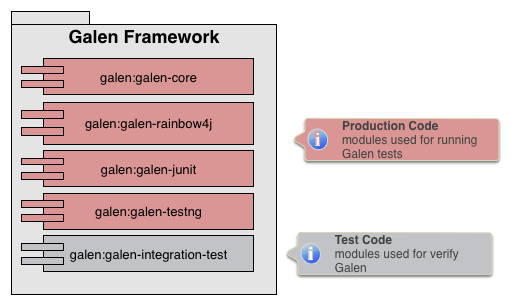 Galen Framework
galen:galen-core
galen:galen-rainbow4j
galen:galen-junit
galen:galen-testng
galen:galen-integration-test
Production Code
modules used for running
Galen tests
Test Code
modules used for verify
Galen